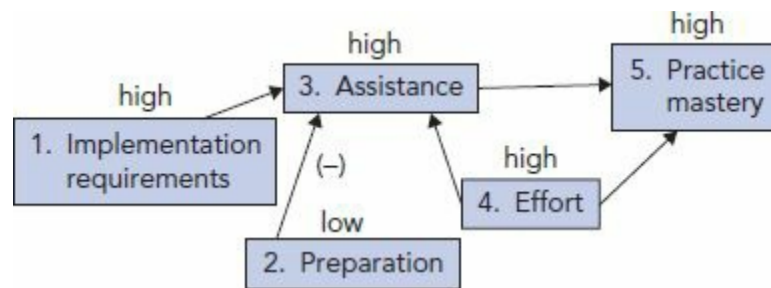 high
5. Practice
mastery
high
3. Assistance
high
1. Implementation
requirements
(–)
high
4. Effort
low
2. Preparation